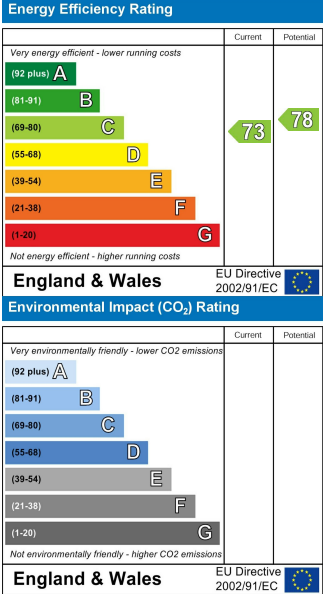 Energy Efficiency Rating
Current Potential
Very energy efficient - lower running costs
(92 plus) A
(81-91) B
(69-80) C
(55-68) D
(39-54) E
(21-38) F
(1-20) G
73
78
Not energy efficient - higher running costs
England & Wales
EU Directive
2002/91/EC
Environmental Impact (CO₂) Rating
Current Potential
Very environmentally friendly - lower CO2 emissions
(92 plus) A
(81-91) B
(69-80) C
(55-68) D
(39-54) E
(21-38) F
(1-20) G
Not environmentally friendly - higher CO2 emissions
England & Wales
EU Directive
2002/91/EC